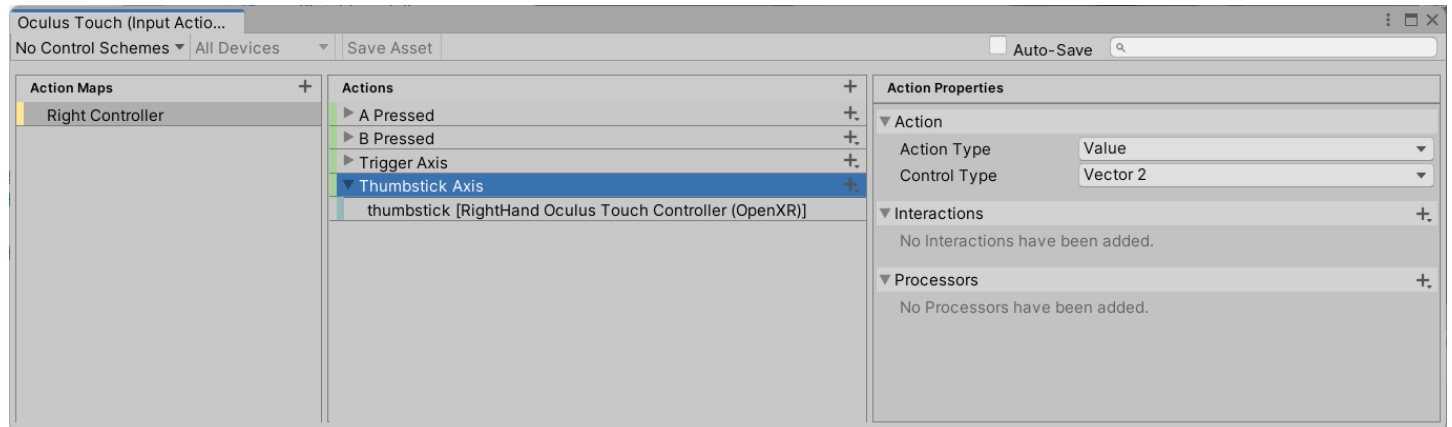 Oculus Touch (Input Actio...
No Control Schemes All Devices Save Asset Auto-Save
Action Maps
Right Controller
Actions
A Pressed
B Pressed
Trigger Axis
Thumbstick Axis
thumbstick [RightHand Oculus Touch Controller (OpenXR)]
Action Properties
Action
Action Type Value
Control Type Vector 2
Interactions
No Interactions have been added.
Processors
No Processors have been added.